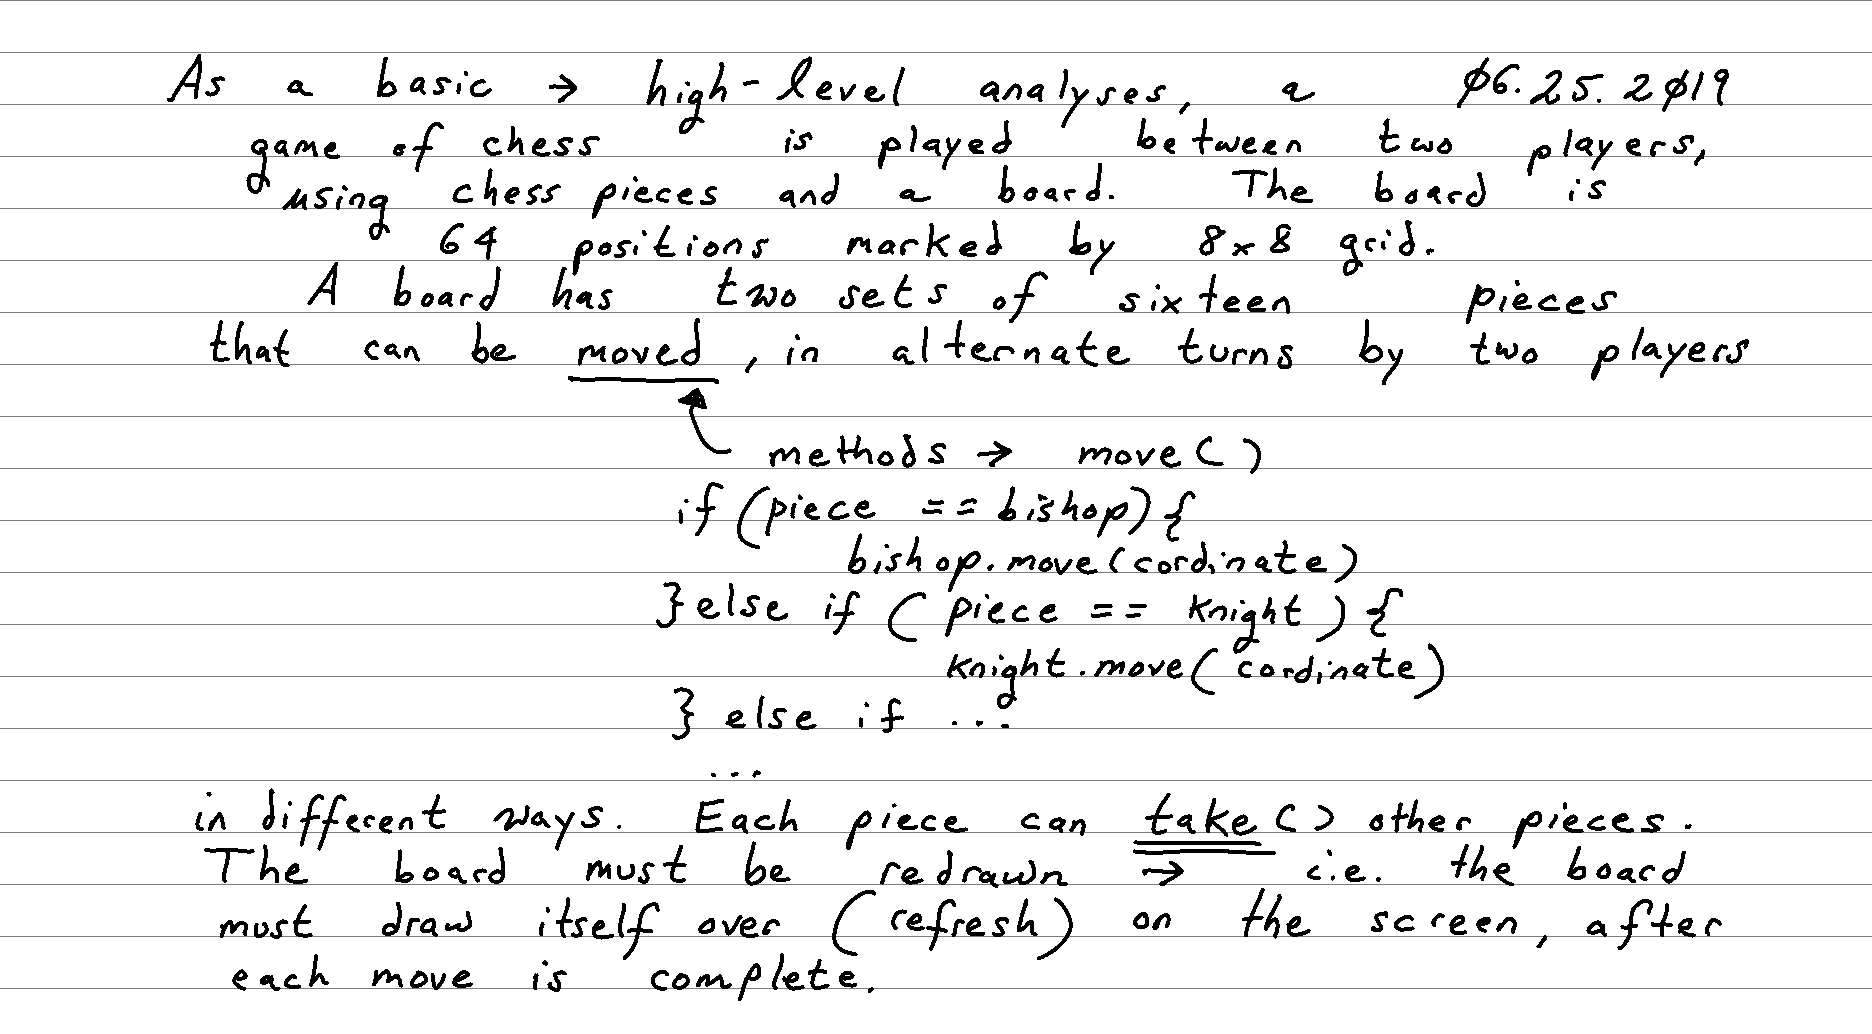 As a basic → high-level analyses, a ø6.25.2ø19
game of chess is played between two players,
using chess pieces and a board. The board is
64 positions marked by 8x8 grid.
A board has two sets of sixteen pieces
that can be moved, in alternate turns by two players
methods → move()
if (piece == bishop) {
bishop.move(cordinate)
} else if ( piece == knight ) {
knight.move( cordinate)
} else if ...
...
in different ways. Each piece can take() other pieces.
The board must be redrawn → i.e. the board
must draw itself over (refresh) on the screen, after
each move is complete.